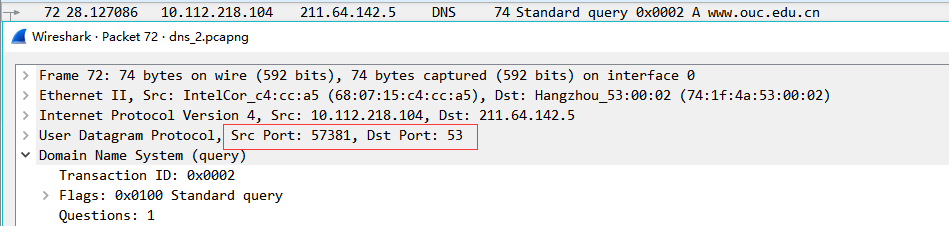 72 28.127086 10.112.218.104 211.64.142.5 DNS 74 Standard query 0x0002 A www.ouc.edu.cn
Wireshark · Packet 72 · dns_2.pcapng
Frame 72: 74 bytes on wire (592 bits), 74 bytes captured (592 bits) on interface 0
Ethernet II, Src: IntelCor_c4:cc:a5 (68:07:15:c4:cc:a5), Dst: Hangzhou_53:00:02 (74:1f:4a:53:00:02)
Internet Protocol Version 4, Src: 10.112.218.104, Dst: 211.64.142.5
User Datagram Protocol, Src Port: 57381, Dst Port: 53
Domain Name System (query)
Transaction ID: 0x0002
Flags: 0x0100 Standard query
Questions: 1